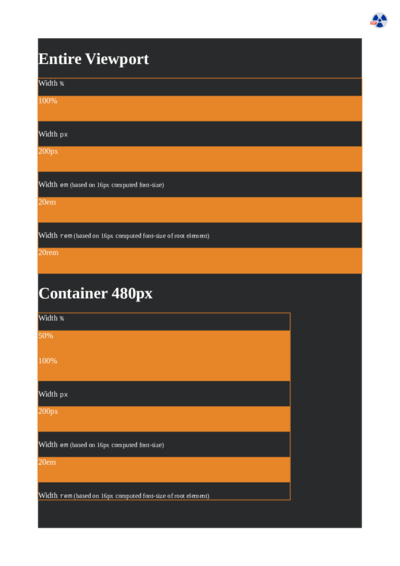 Entire Viewport
Width %
100%
Width px
200px
Width em (based on 16px computed font-size)
20em
Width rem (based on 16px computed font-size of root element)
20rem
Container 480px
Width %
50%
100%
Width px
200px
Width em (based on 16px computed font-size)
20em
Width rem (based on 16px computed font-size of root element)